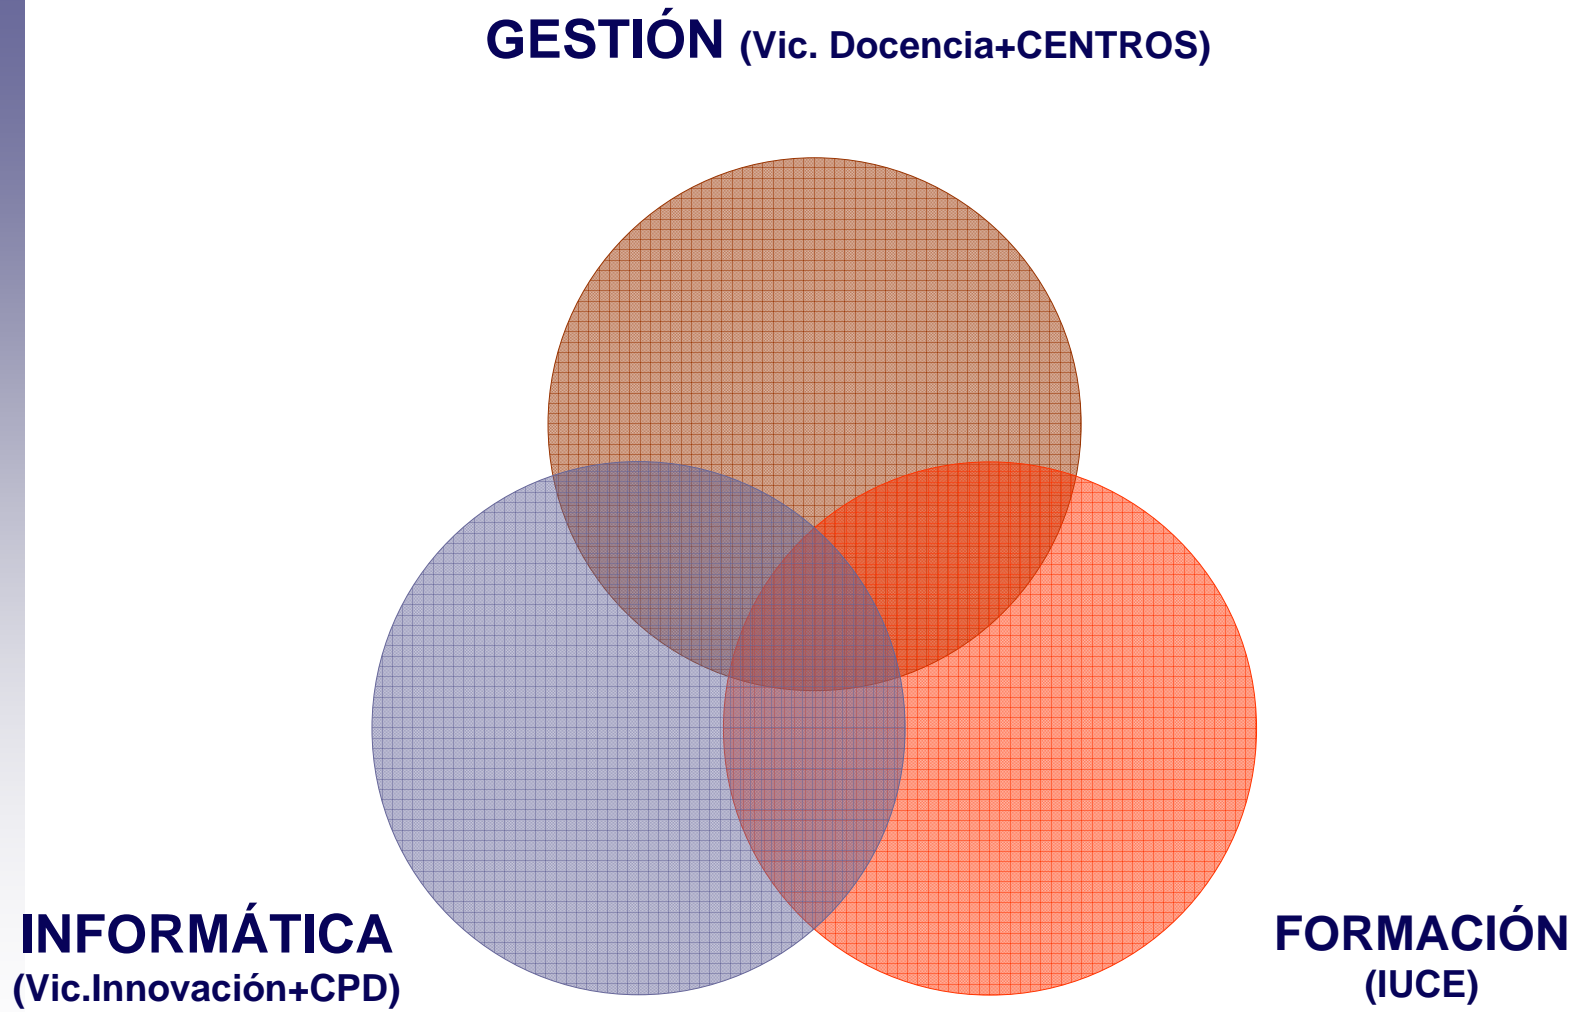 GESTIÓN (Vic. Docencia+CENTROS)
INFORMÁTICA
(Vic.Innovación+CPD)
FORMACIÓN
(IUCE)